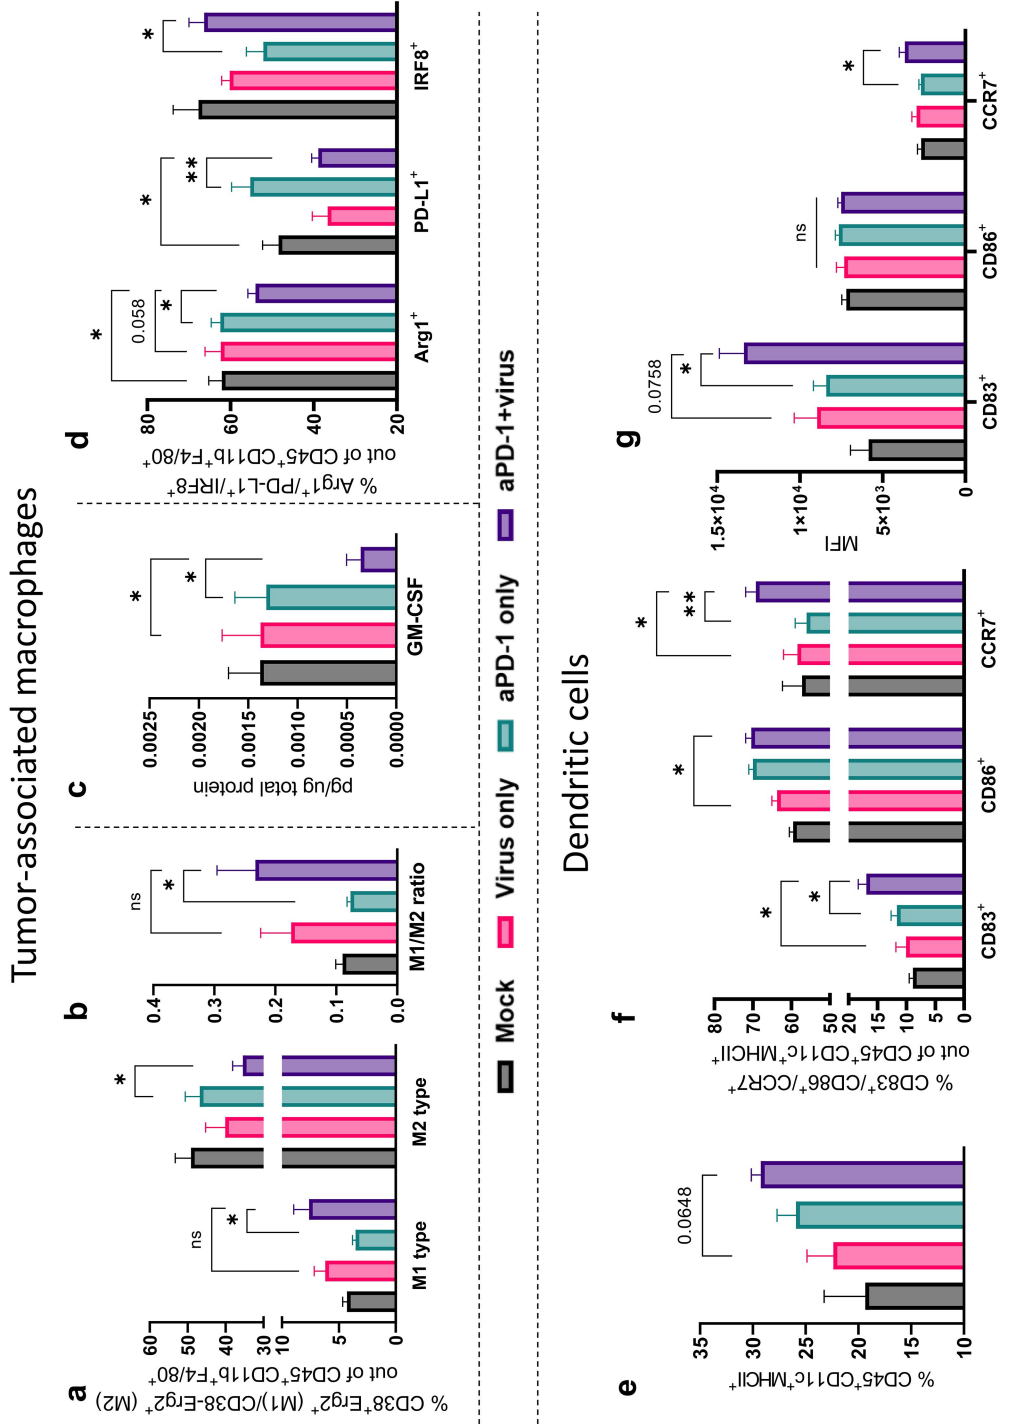 Tumor-associated macrophages
a
% CD38⁺Erg2⁺ (M1)/CD38-Erg2⁺ (M2)
out of CD45⁺CD11b⁺F4/80⁺
60
50
40
30
10
5
0
ns
*
*
M1 type
M2 type
b
0.4
0.3
0.2
0.1
0.0
ns
*
M1/M2 ratio
c
pg/ug total protein
0.0025
0.0020
0.0015
0.0010
0.0005
0.0000
*
*
GM-CSF
d
% Arg1⁺/PD-L1⁺/IRF8⁺
out of CD45⁺CD11b⁺F4/80⁺
80
60
40
20
*
0.058
*
*
**
*
Arg1⁺
PD-L1⁺
IRF8⁺
Mock
Virus only
aPD-1 only
aPD-1+virus
Dendritic cells
e
% CD45⁺CD11c⁺MHCII⁺
35
30
25
20
15
10
0.0648
f
% CD83⁺/CD86⁺/CCR7⁺
out of CD45⁺CD11c⁺MHCII⁺
80
70
60
50
20
15
10
5
0
*
*
*
*
**
CD83⁺
CD86⁺
CCR7⁺
g
MFI
1.5×10⁴
1×10⁴
5×10³
0
0.0758
*
ns
*
CD83⁺
CD86⁺
CCR7⁺